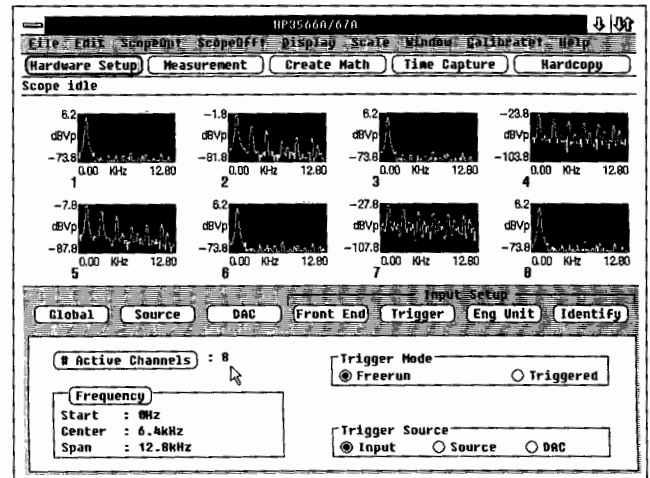 HP3566A/67A
File Edit ScopeOpt ScopeOff Display Scale Window Calibrate! Help
Hardware Setup Measurement Create Math Time Capture Hardcopy
Scope idle
6.2 dBVp -73.8 0.00 KHz 12.80 1
-1.8 dBVp -81.8 0.00 KHz 12.80 2
6.2 dBVp -73.8 0.00 KHz 12.80 3
-23.8 dBVp -103.8 0.00 KHz 12.80 4
-7.8 dBVp -87.8 0.00 KHz 12.80 5
6.2 dBVp -73.8 0.00 KHz 12.80 6
-27.8 dBVp -107.8 0.00 KHz 12.80 7
6.2 dBVp -73.8 0.00 KHz 12.80 8
Input Setup
Global Source DAC Front End Trigger Eng Unit Identify
# Active Channels : 8
Frequency
Start : 0Hz
Center : 6.4kHz
Span : 12.8kHz
Trigger Mode
Freerun Triggered
Trigger Source
Input Source DAC